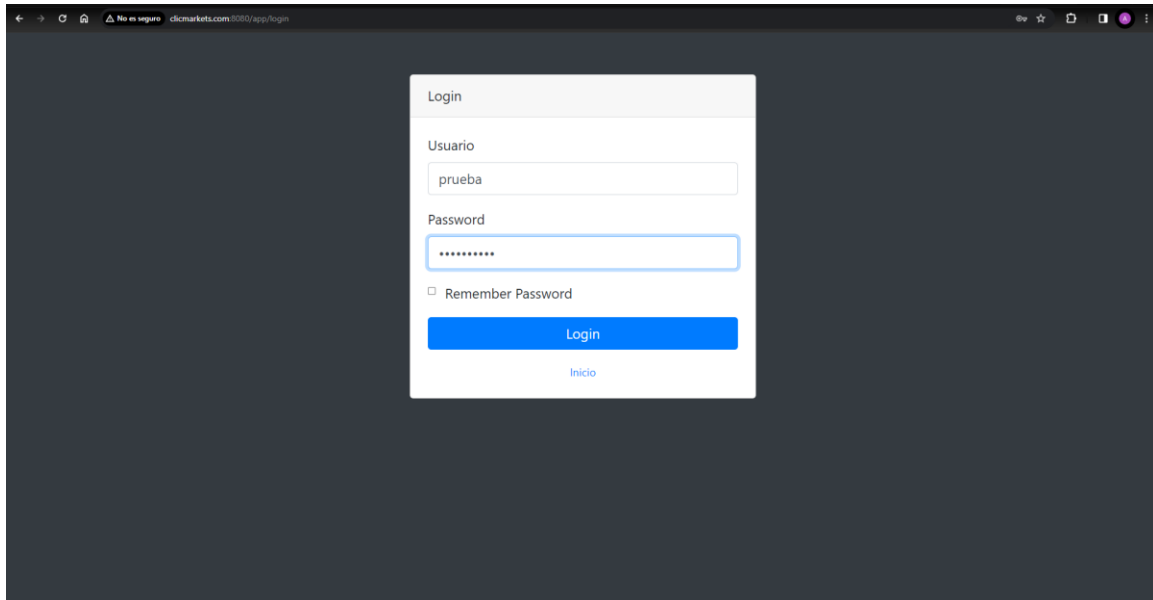 No es seguro clicmarkets.com:8080/app/login
A
Login
Usuario
prueba
Password
••••••••••
Remember Password
Login
Inicio